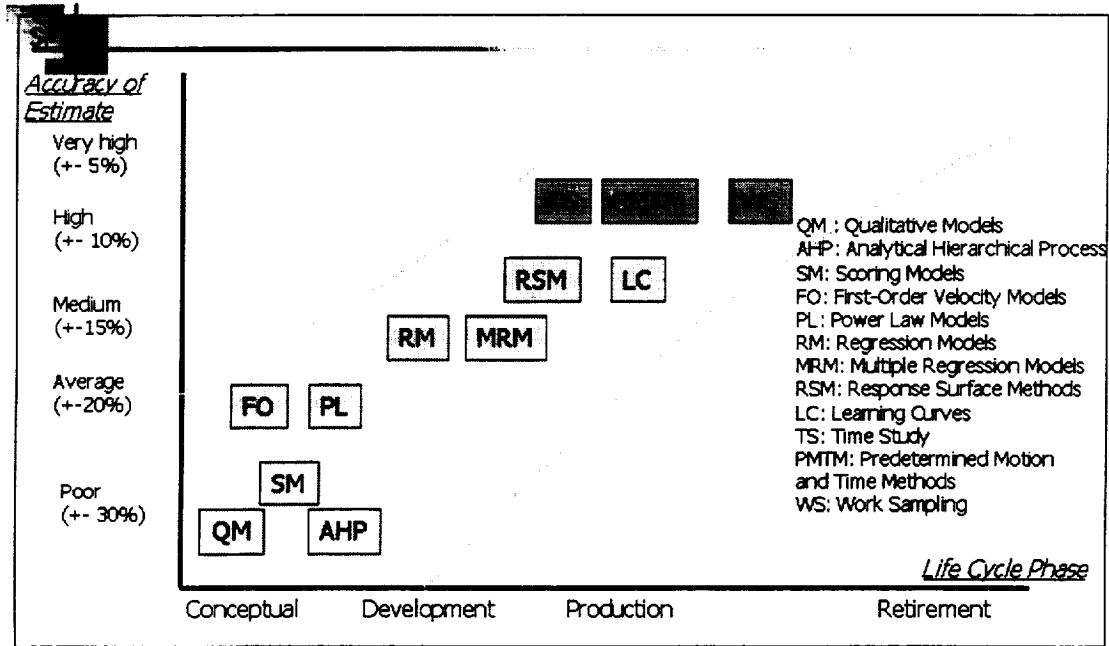 Accuracy of
Estimate
Very high
(+- 5%)
High
(+- 10%)
Medium
(+-15%)
Average
(+-20%)
Poor
(+- 30%)
RSM
LC
RM
MRM
FO
PL
SM
QM
AHP
QM : Qualitative Models
AHP: Analytical Hierarchical Process
SM: Scoring Models
FO: First-Order Velocity Models
PL: Power Law Models
RM: Regression Models
MRM: Multiple Regression Models
RSM: Response Surface Methods
LC: Learning Curves
TS: Time Study
PMTM: Predetermined Motion
and Time Methods
WS: Work Sampling
Life Cycle Phase
Conceptual
Development
Production
Retirement